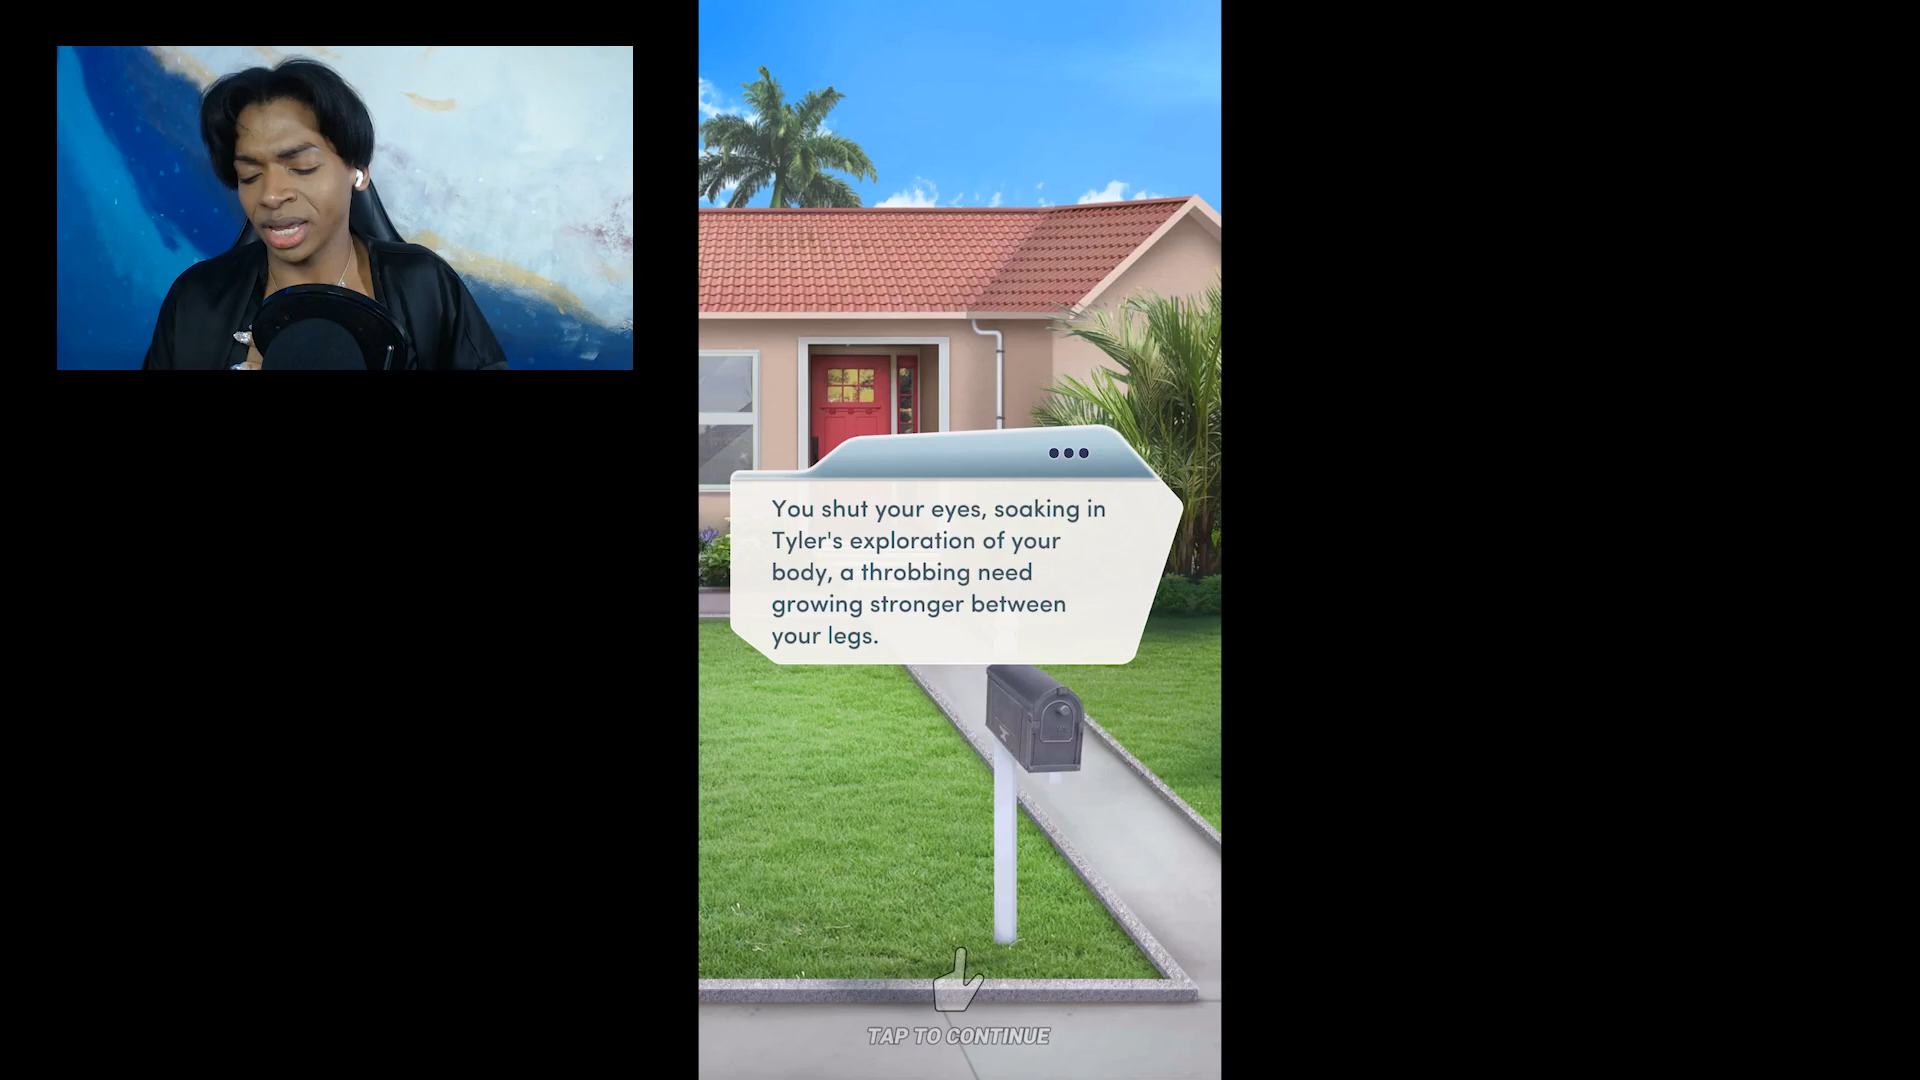 You shut your eyes, soaking in
Tyler's exploration of your
body, a throbbing need
growing stronger between
your legs.
TAP TO CONTINUE